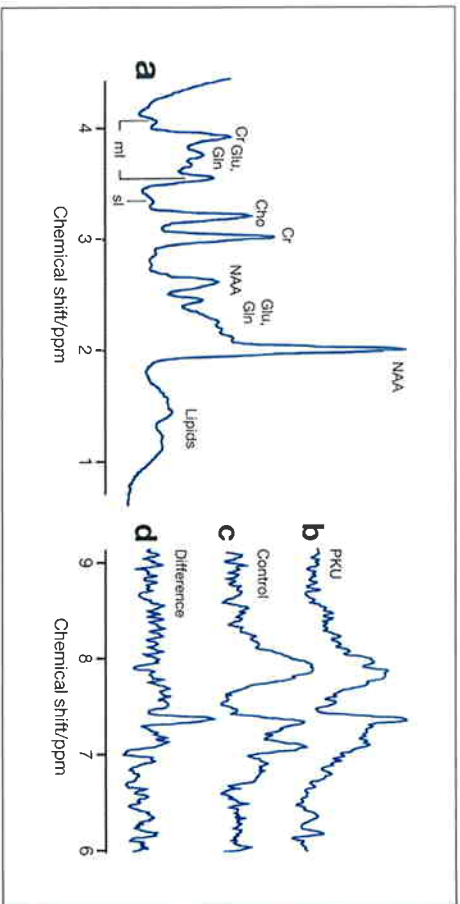 a
NAA
Cr
Cho
Cr
Glu,
Gln
Glu,
Gln
NAA
mI
sI
Lipids
4
3
2
1
Chemical shift/ppm
b
PKU
c
Control
d
Difference
9
8
7
6
Chemical shift/ppm